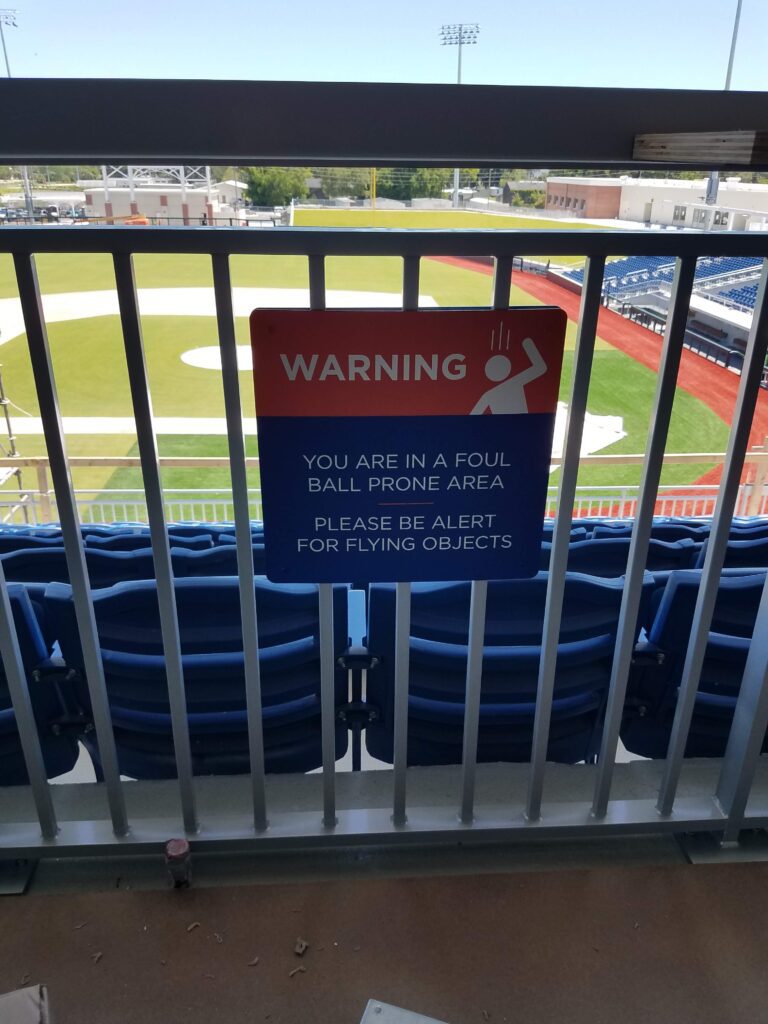 WARNING
YOU ARE IN A FOUL
BALL PRONE AREA
PLEASE BE ALERT
FOR FLYING OBJECTS